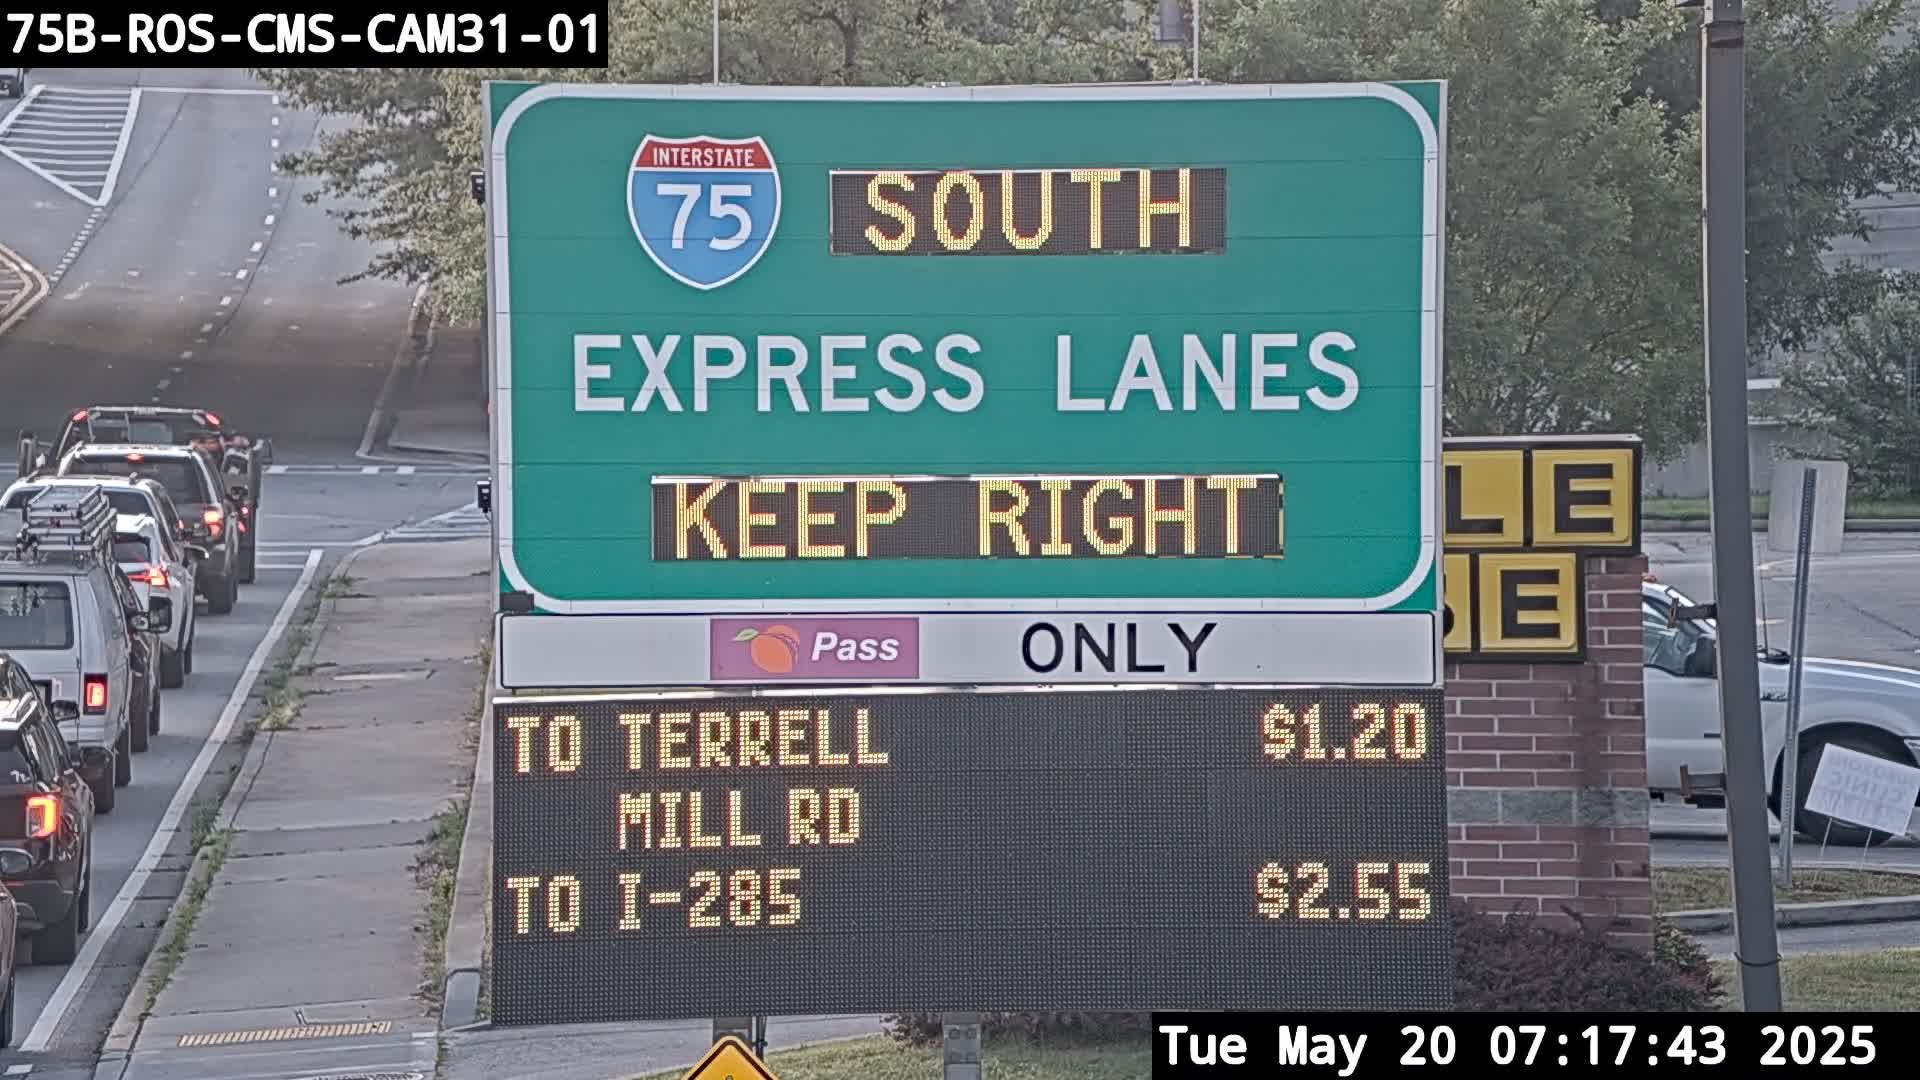 75B-ROS-CMS-CAM31-01
INTERSTATE
75
SOUTH
EXPRESS LANES
KEEP RIGHT
Pass ONLY
TO TERRELL $1.20
MILL RD
TO I-285 $2.55
LE
E
Tue May 20 07:17:43 2025